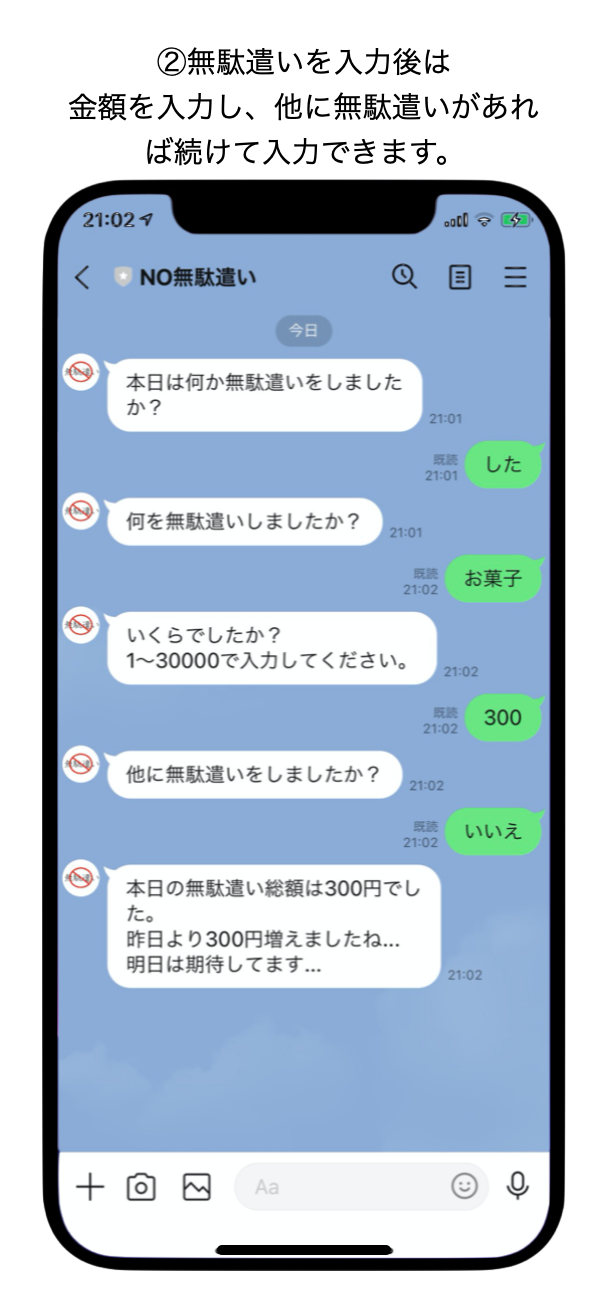 ②無駄遣いを入力後は
金額を入力し、他に無駄遣いがあれ
ば続けて入力できます。
21:02
NO無駄遣い
今日
本日は何か無駄遣いをしました
か？
21:01
既読
21:01
した
何を無駄遣いしましたか？
21:01
既読
21:02
お菓子
いくらでしたか？
1〜30000で入力してください。
21:02
既読
21:02
300
他に無駄遣いをしましたか？
21:02
既読
21:02
いいえ
本日の無駄遣い総額は300円でし
た。
昨日より300円増えましたね...
明日は期待してます...
21:02
Aa